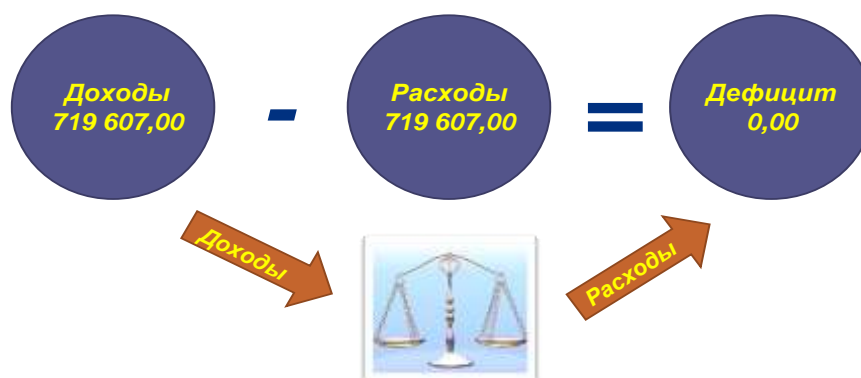 Доходы
719 607,00
-
Расходы
719 607,00
=
Дефицит
0,00
Доходы
Расходы